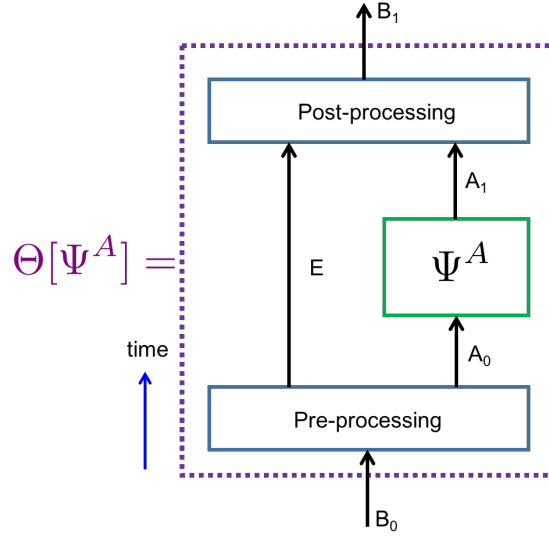 B₁
Post-processing
A₁
Θ[Ψᴬ] =
Ψᴬ
E
time
A₀
Pre-processing
B₀